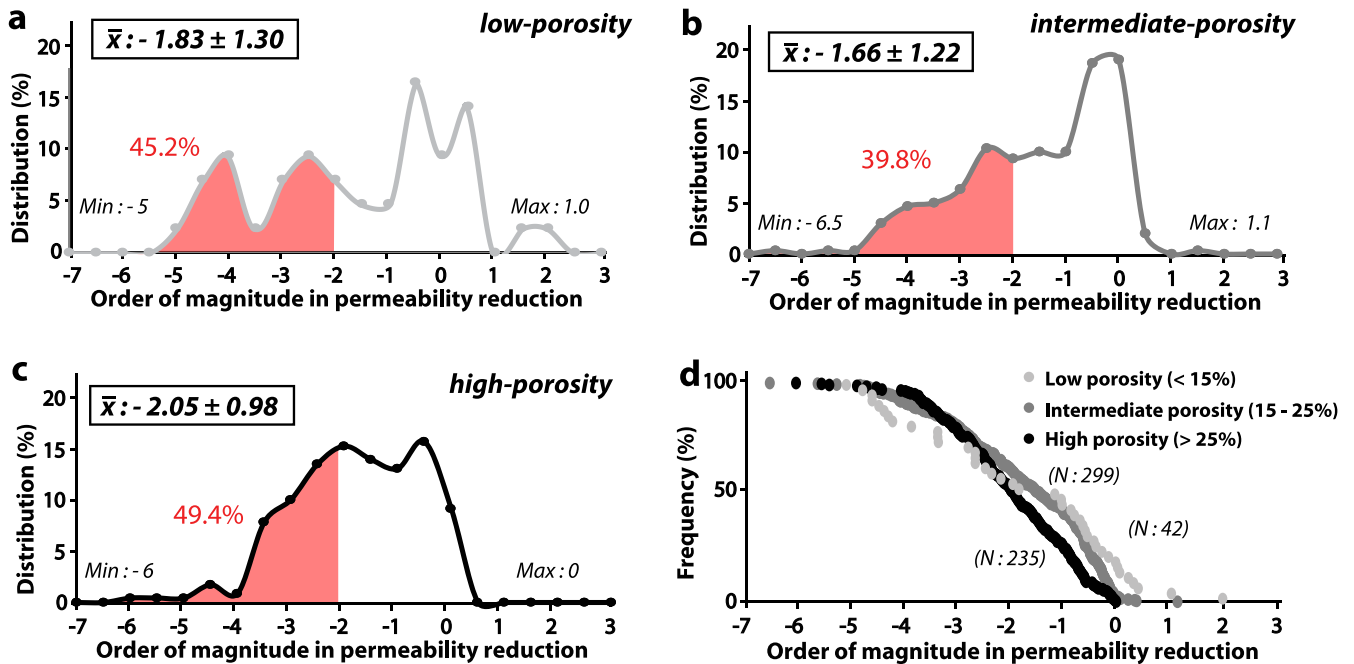 a
low-porosity
x̄ : - 1.83 ± 1.30
Distribution (%)
20
15
10
5
0
45.2%
Min : - 5
Max : 1.0
-7 -6 -5 -4 -3 -2 -1 0 1 2 3
Order of magnitude in permeability reduction
b
intermediate-porosity
x̄ : - 1.66 ± 1.22
Distribution (%)
20
15
10
5
0
39.8%
Min : - 6.5
Max : 1.1
-7 -6 -5 -4 -3 -2 -1 0 1 2 3
Order of magnitude in permeability reduction
c
high-porosity
x̄ : - 2.05 ± 0.98
Distribution (%)
20
15
10
5
0
49.4%
Min : - 6
Max : 0
-7 -6 -5 -4 -3 -2 -1 0 1 2 3
Order of magnitude in permeability reduction
d
Low porosity (< 15%)
Intermediate porosity (15 - 25%)
High porosity (> 25%)
Frequency (%)
100
50
0
(N : 299)
(N : 42)
(N : 235)
-7 -6 -5 -4 -3 -2 -1 0 1 2 3
Order of magnitude in permeability reduction